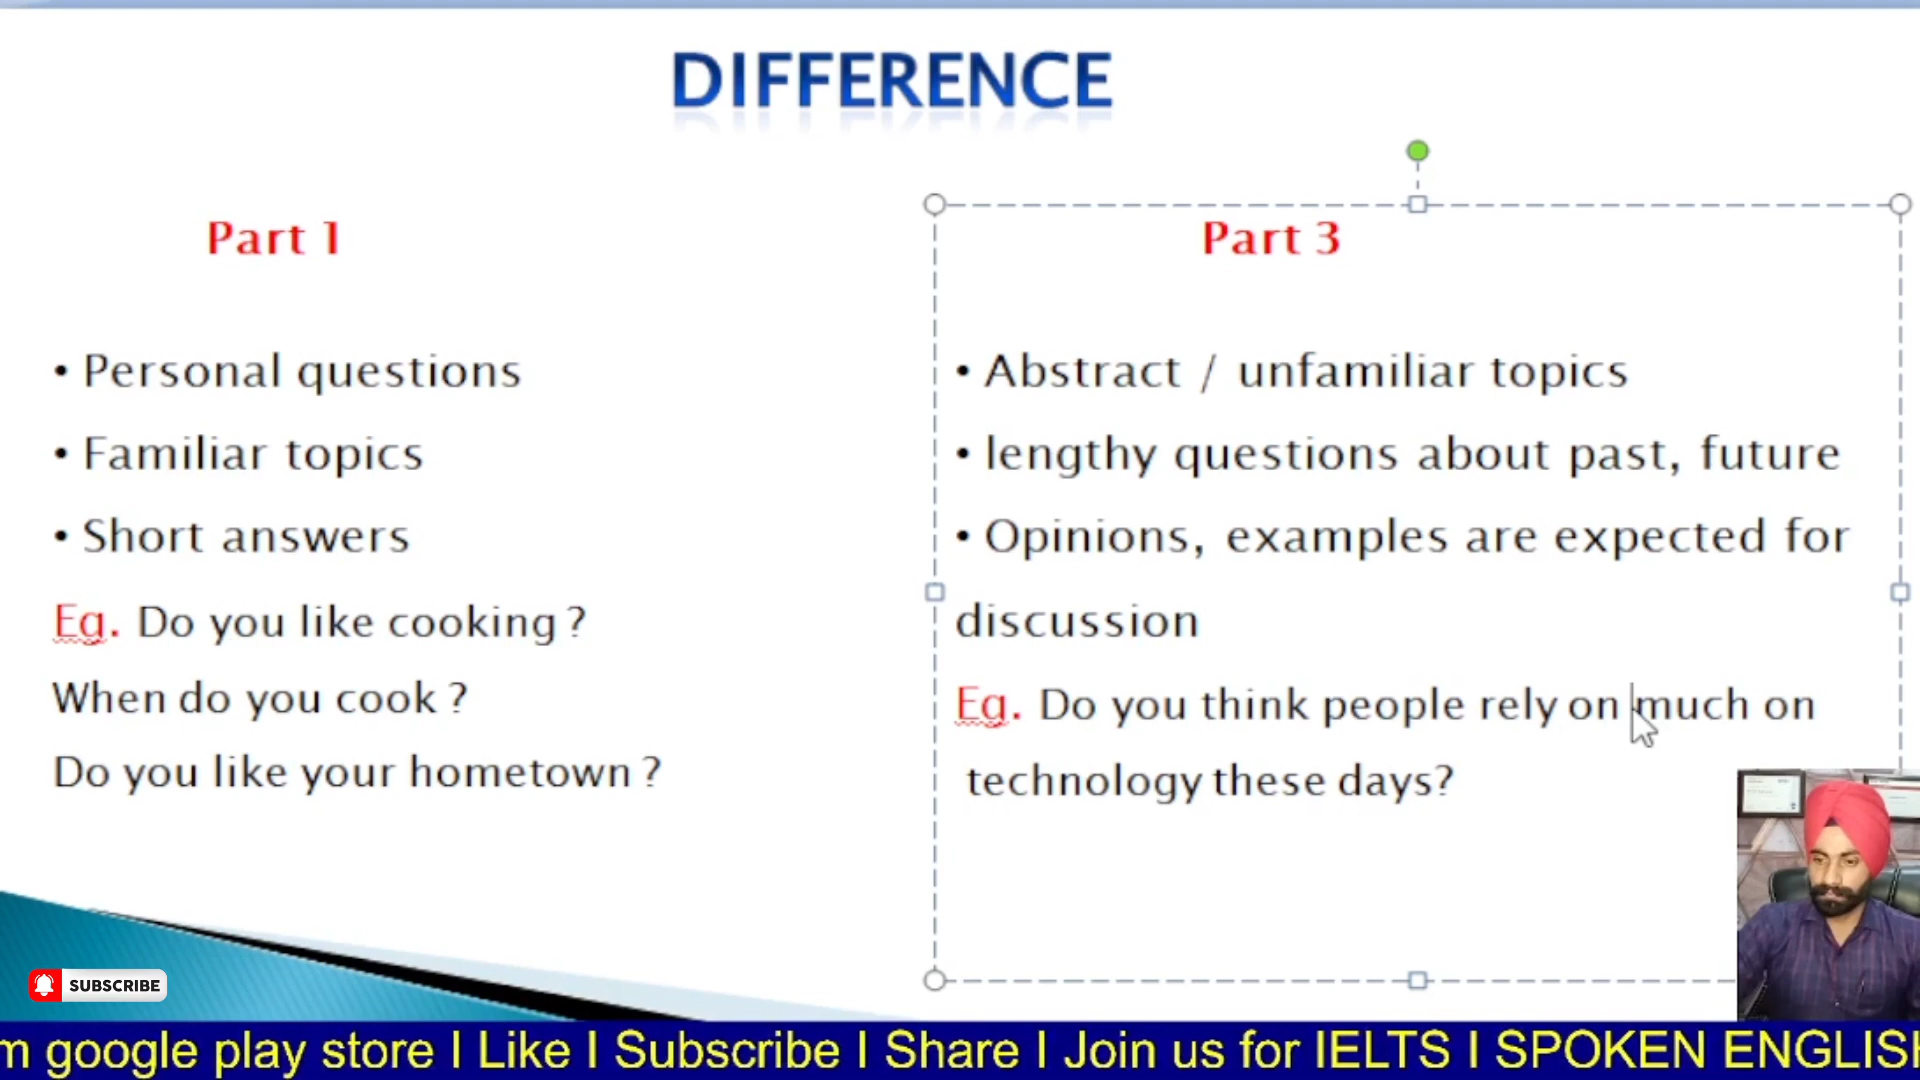 DIFFERENCE
Part 1
• Personal questions
• Familiar topics
• Short answers
Eg. Do you like cooking ?
When do you cook ?
Do you like your hometown ?
Part 3
• Abstract / unfamiliar topics
• lengthy questions about past, future
• Opinions, examples are expected for
discussion
Eg. Do you think people rely on much on
technology these days?
SUBSCRIBE
google play store I Like I Subscribe I Share I Join us for IELTS I SPOKEN